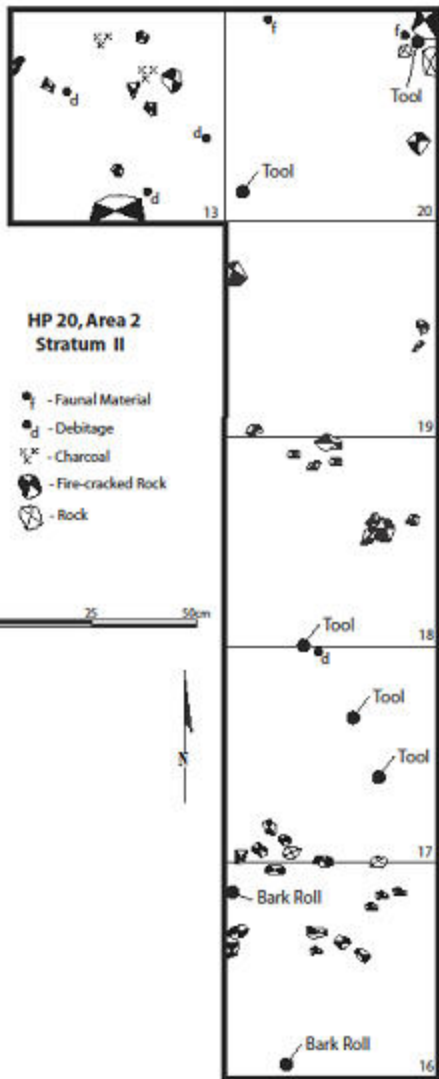 f
f
Tool
d
d
Tool
d
13
20
HP 20, Area 2
Stratum II
f - Faunal Material
d - Debitage
- Charcoal
- Fire-cracked Rock
- Rock
19
25
50cm
18
Tool
d
Tool
Tool
N
17
Bark Roll
Bark Roll
16